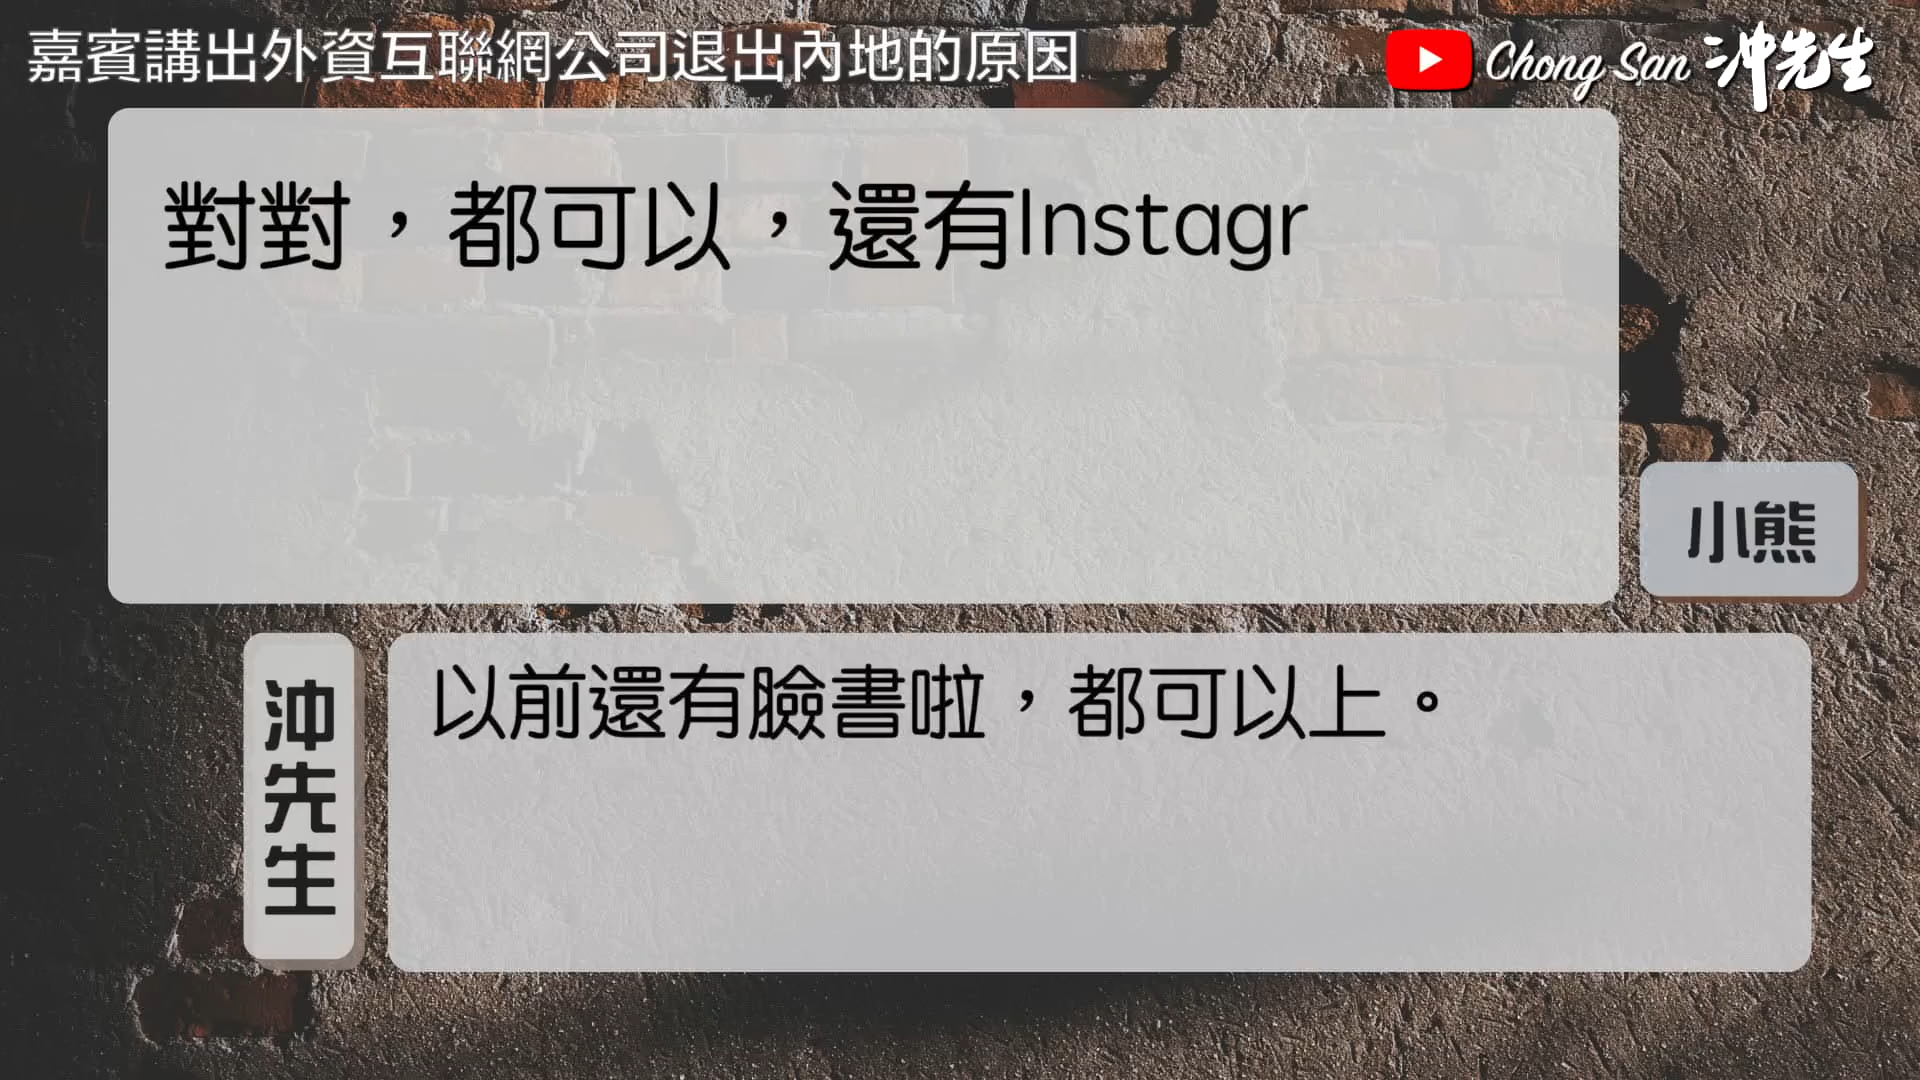 嘉賓講出外資互聯網公司退出內地的原因
Chong San 沖先生
對對，都可以，還有Instagr
小熊
沖先生
以前還有臉書啦，都可以上。